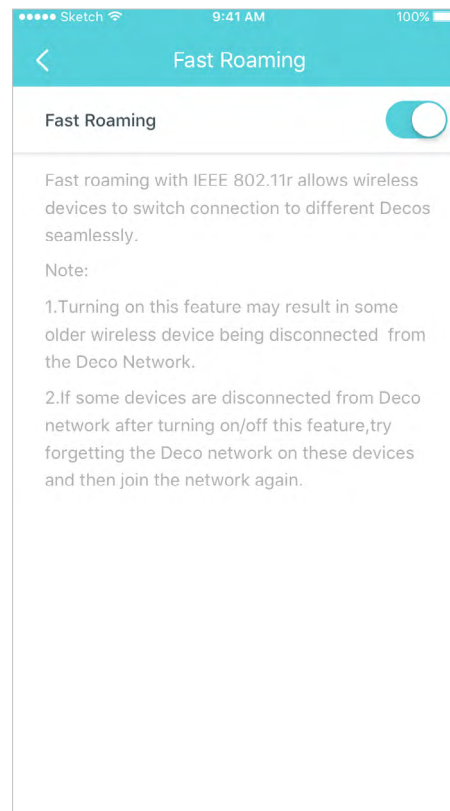 Sketch 9:41 AM 100%
Fast Roaming
Fast Roaming
Fast roaming with IEEE 802.11r allows wireless
devices to switch connection to different Decos
seamlessly.
Note:
1.Turning on this feature may result in some
older wireless device being disconnected from
the Deco Network.
2.If some devices are disconnected from Deco
network after turning on/off this feature,try
forgetting the Deco network on these devices
and then join the network again.